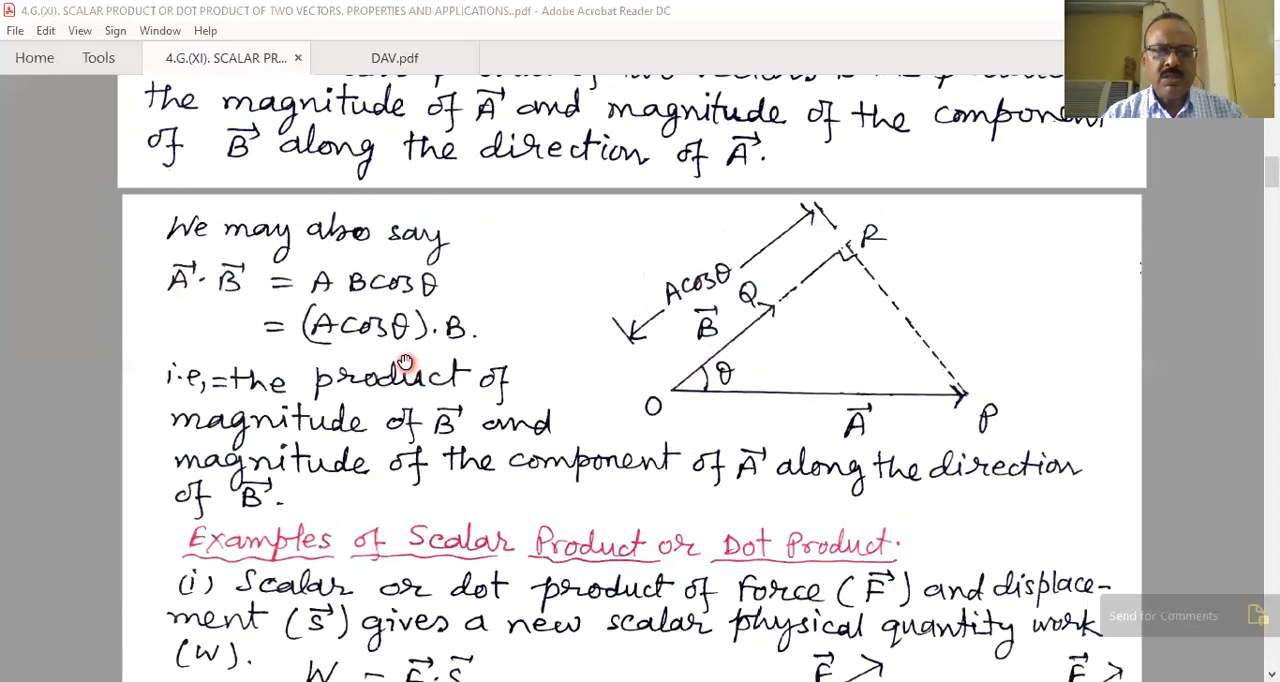 4.G.(XI). SCALAR PRODUCT OR DOT PRODUCT OF TWO VECTORS. PROPERTIES AND APPLICATIONS..pdf - Adobe Acrobat Reader DC
File Edit View Sign Window Help
Home Tools 4.G.(XI). SCALAR PR... × DAV.pdf
the magnitude of A⃗ and magnitude of the component
of B⃗ along the direction of A⃗.
We may also say
A⃗ · B⃗ = A B cosθ
= (A cosθ) · B.
i.e, = the product of
magnitude of B⃗ and
magnitude of the component of A⃗ along the direction
of B⃗.
A cosθ
R
Q
B⃗
θ
O
A⃗
P
Examples of Scalar Product or Dot Product.
(i) Scalar or dot product of force (F⃗) and displace-
ment (S⃗) gives a new scalar physical quantity work
(W).
W = F⃗.S⃗
F⃗
F⃗
Send for Comments